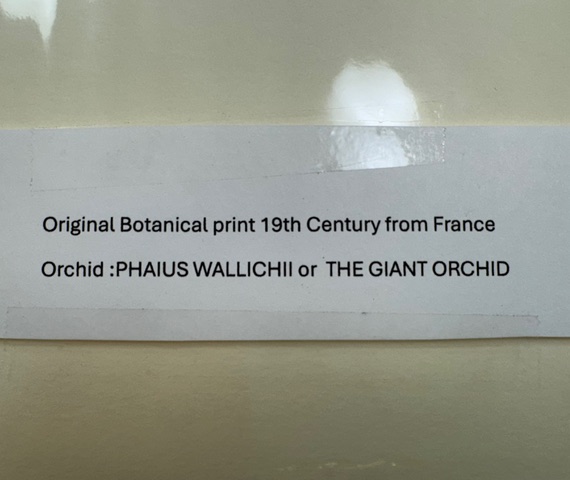 Original Botanical print 19th Century from France
Orchid :PHAIUS WALLICHII or THE GIANT ORCHID